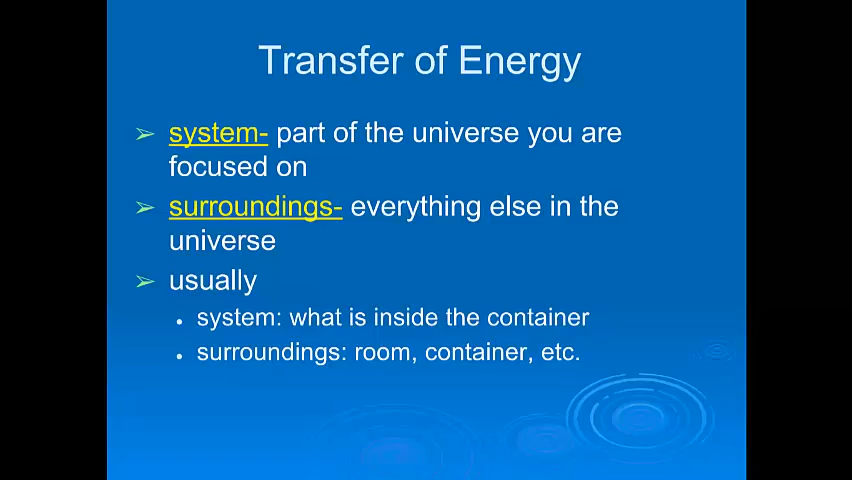 Transfer of Energy
system- part of the universe you are
focused on
surroundings- everything else in the
universe
usually
system: what is inside the container
surroundings: room, container, etc.